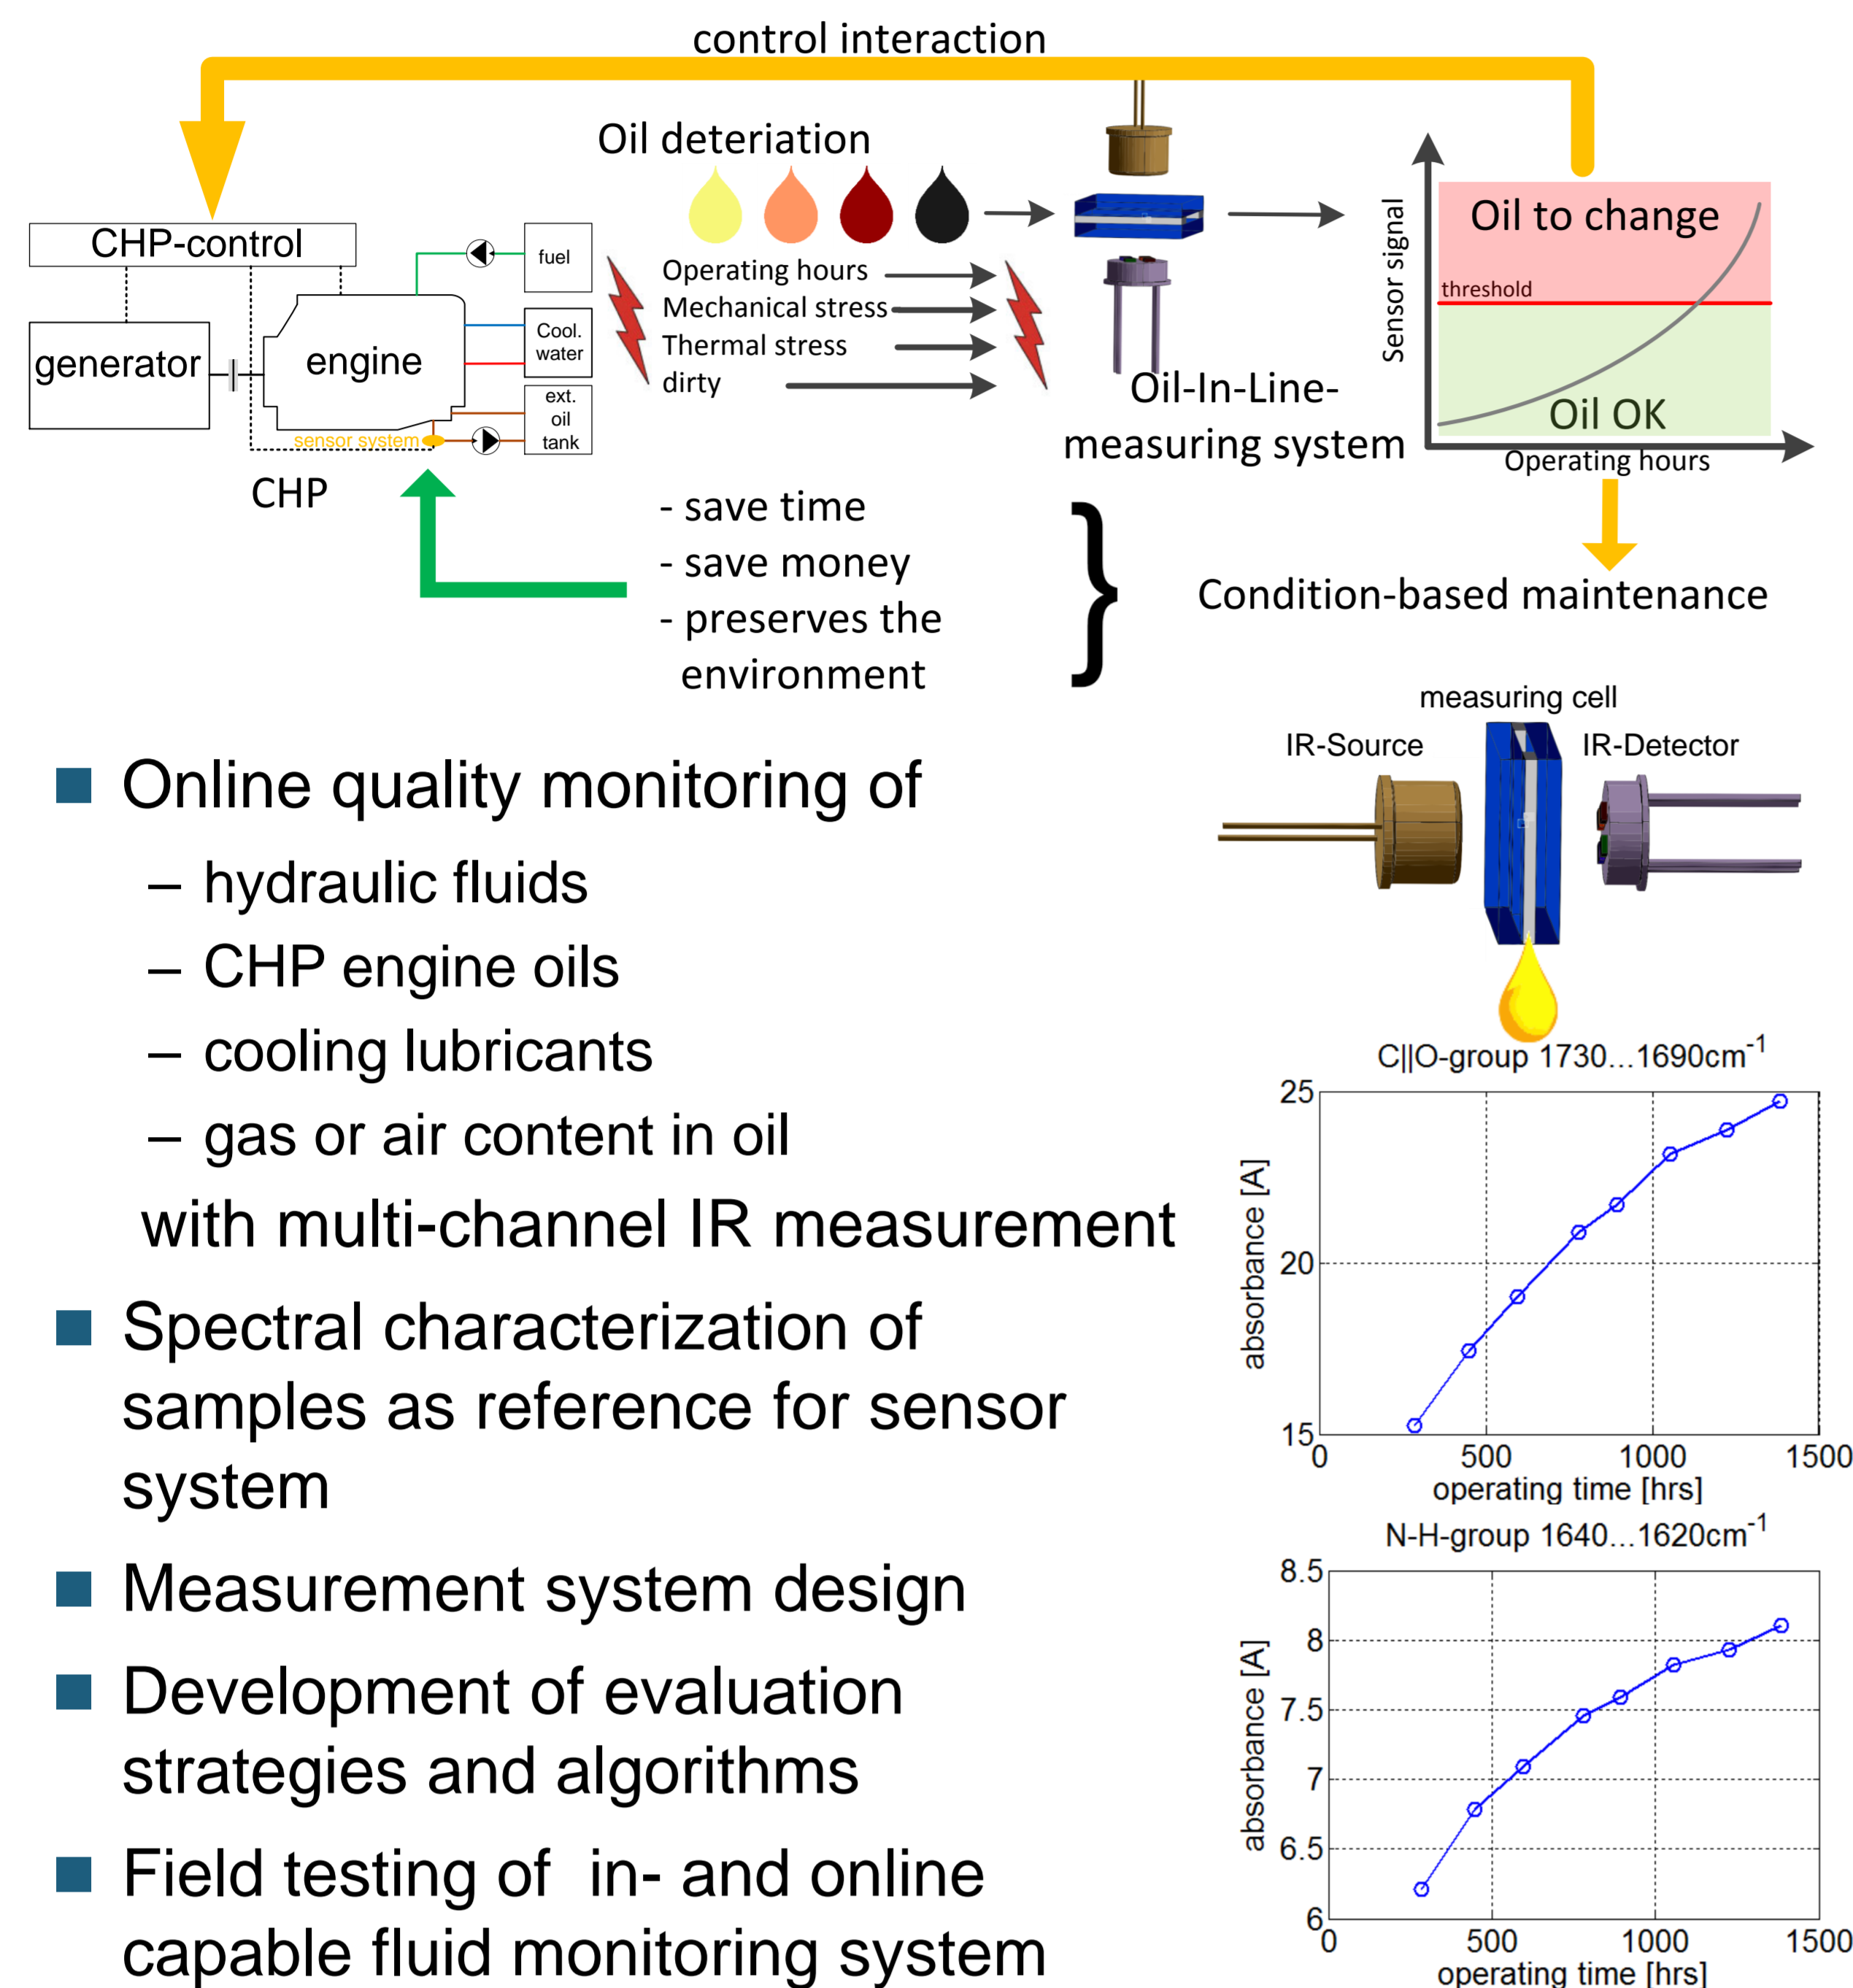 control interaction
Oil deteriation
CHP-control
generator
engine
fuel
Cool.
water
ext.
oil
tank
sensor system
CHP
Operating hours
Mechanical stress
Thermal stress
dirty
Oil-In-Line-
measuring system
Sensor signal
Oil to change
threshold
Oil OK
Operating hours
- save time
- save money
- preserves the
environment
}
Condition-based maintenance
measuring cell
IR-Source
IR-Detector
■ Online quality monitoring of
– hydraulic fluids
– CHP engine oils
– cooling lubricants
– gas or air content in oil
with multi-channel IR measurement
■ Spectral characterization of
samples as reference for sensor
system
■ Measurement system design
■ Development of evaluation
strategies and algorithms
■ Field testing of in- and online
capable fluid monitoring system
C||O-group 1730...1690cm⁻¹
absorbance [A]
25
20
15
0 500 1000 1500
operating time [hrs]
N-H-group 1640...1620cm⁻¹
absorbance [A]
8.5
8
7.5
7
6.5
6
0 500 1000 1500
operating time [hrs]